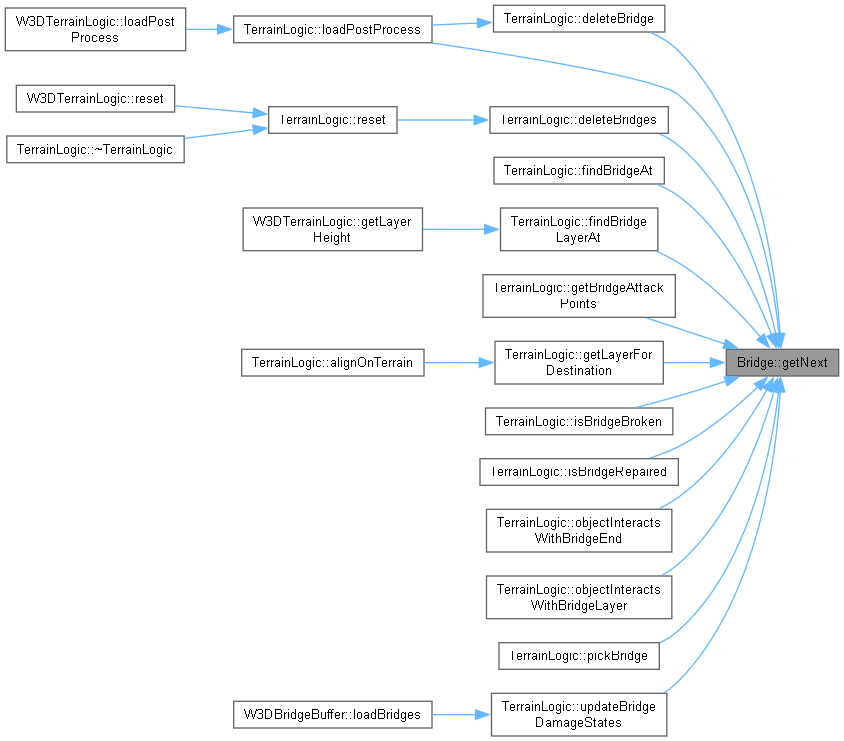 W3DTerrainLogic::loadPost
Process
TerrainLogic::loadPostProcess
TerrainLogic::deleteBridge
W3DTerrainLogic::reset
TerrainLogic::~TerrainLogic
TerrainLogic::reset
TerrainLogic::deleteBridges
TerrainLogic::findBridgeAt
W3DTerrainLogic::getLayer
Height
TerrainLogic::findBridge
LayerAt
TerrainLogic::getBridgeAttack
Points
TerrainLogic::alignOnTerrain
TerrainLogic::getLayerFor
Destination
Bridge::getNext
TerrainLogic::isBridgeBroken
TerrainLogic::isBridgeRepaired
TerrainLogic::objectInteracts
WithBridgeEnd
TerrainLogic::objectInteracts
WithBridgeLayer
TerrainLogic::pickBridge
W3DBridgeBuffer::loadBridges
TerrainLogic::updateBridge
DamageStates